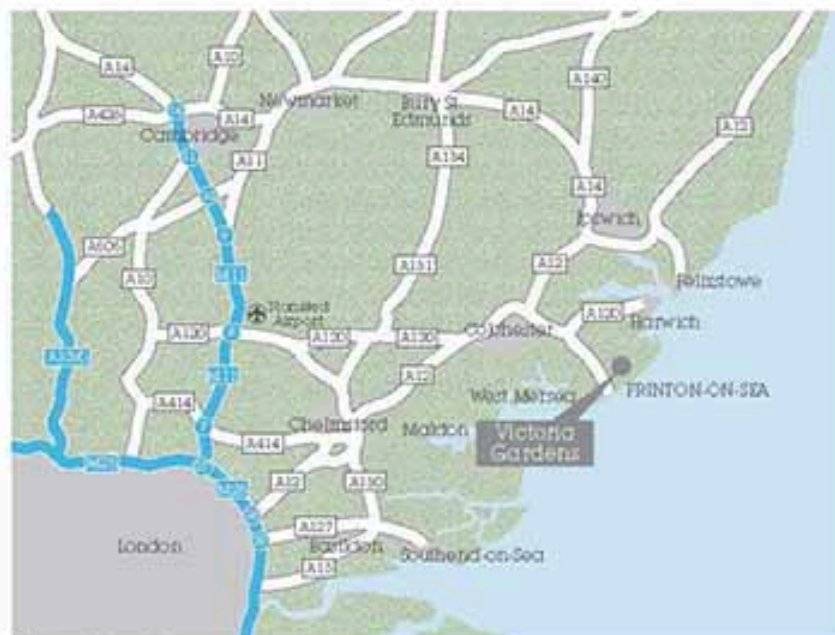 A10
A14
A140
Newmarket
Bury St.
Edmunds
A428
A14
A14
A12
Cambridge
A11
A134
A14
Ipswich
A10
A12
M11
A131
Felixstowe
Stansted
Airport
A120
Harwich
A120
A120
A120
Colchester
M11
A12
West Mersea
FRINTON-ON-SEA
A414
Chelmsford
Maldon
Victoria
Gardens
A414
M25
A12
A130
A127
London
Basildon
Southend-on-Sea
A13